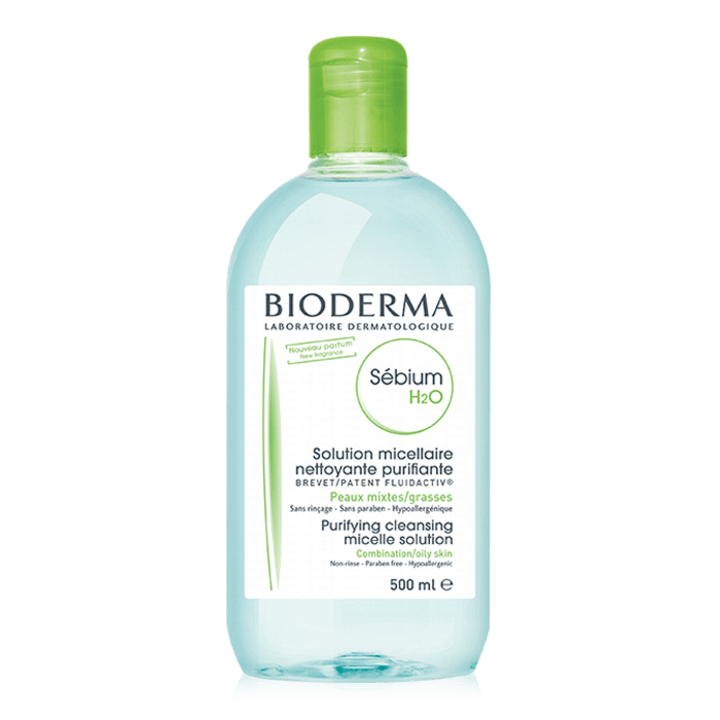 BIODERMA
LABORATOIRE DERMATOLOGIQUE
Nouveau parfum
New fragrance
Sébium
H2O
Solution micellaire
nettoyante purifiante
BREVET/PATENT FLUIDACTIV®
Peaux mixtes/grasses
Sans rinçage - Sans paraben - Hypoallergénique
Purifying cleansing
micelle solution
Combination/oily skin
Non-rinse - Paraben free - Hypoallergenic
500 ml ℮